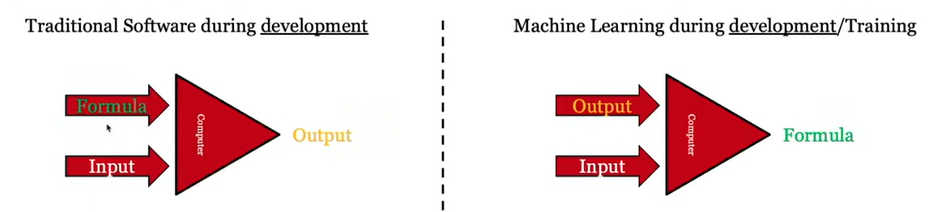 Traditional Software during development
Formula
Computer
Output
Input
Machine Learning during development/Training
Output
Computer
Formula
Input